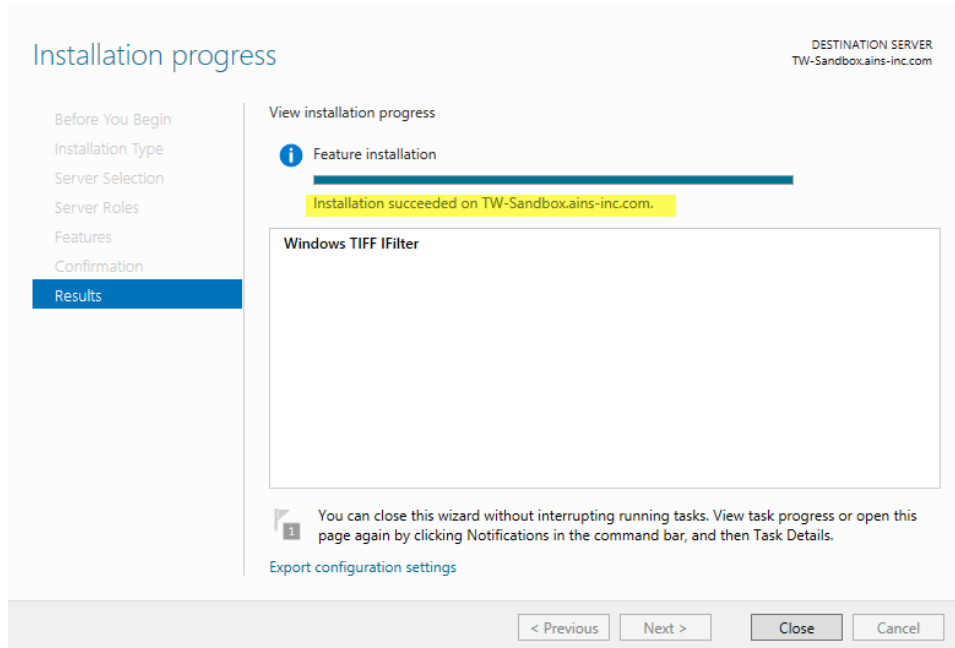 Installation progress
DESTINATION SERVER
TW-Sandbox.ains-inc.com
Before You Begin
Installation Type
Server Selection
Server Roles
Features
Confirmation
Results
View installation progress
Feature installation
Installation succeeded on TW-Sandbox.ains-inc.com.
Windows TIFF IFilter
1
You can close this wizard without interrupting running tasks. View task progress or open this
page again by clicking Notifications in the command bar, and then Task Details.
Export configuration settings
< Previous
Next >
Close
Cancel